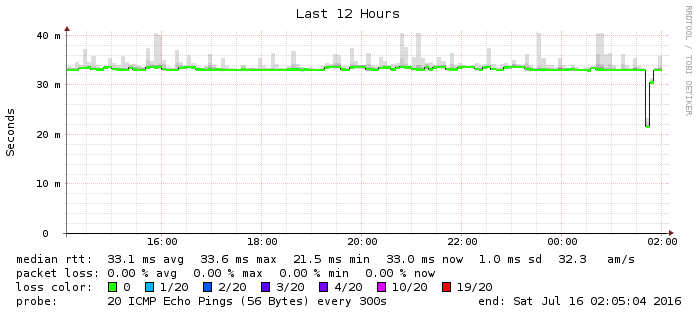 Last 12 Hours
RRDTOOL / TOBI OETIKER
Seconds
40 m
30 m
20 m
10 m
0
16:00 18:00 20:00 22:00 00:00 02:00
median rtt: 33.1 ms avg 33.6 ms max 21.5 ms min 33.0 ms now 1.0 ms sd 32.3 am/s
packet loss: 0.00 % avg 0.00 % max 0.00 % min 0.00 % now
loss color: 0 1/20 2/20 3/20 4/20 10/20 19/20
probe: 20 ICMP Echo Pings (56 Bytes) every 300s end: Sat Jul 16 02:05:04 2016